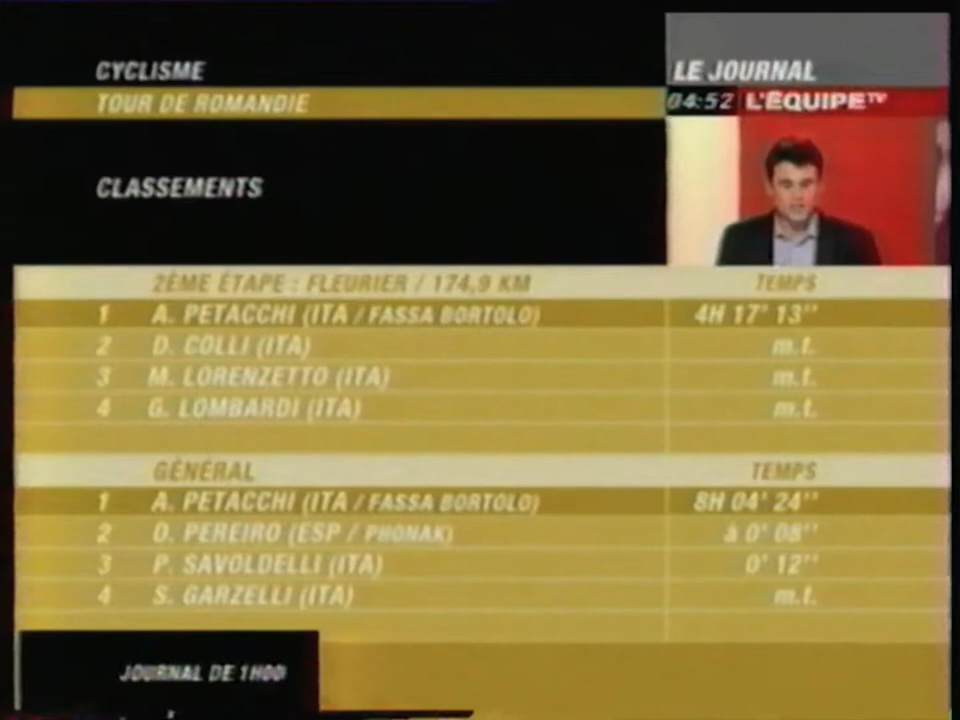 CYCLISME
LE JOURNAL
TOUR DE ROMANDIE
04:52 L'ÉQUIPE TV
CLASSEMENTS
2ÈME ÉTAPE : FLEURIER / 174,9 KM TEMPS
1 A. PETACCHI (ITA / FASSA BORTOLO) 4H 17' 13''
2 D. COLLI (ITA) m.t.
3 M. LORENZETTO (ITA) m.t.
4 G. LOMBARDI (ITA) m.t.
GÉNÉRAL TEMPS
1 A. PETACCHI (ITA / FASSA BORTOLO) 8H 04' 24''
2 O. PEREIRO (ESP / PHONAK) à 0' 08''
3 P. SAVOLDELLI (ITA) 0' 12''
4 S. GARZELLI (ITA) m.t.
JOURNAL DE 1H00